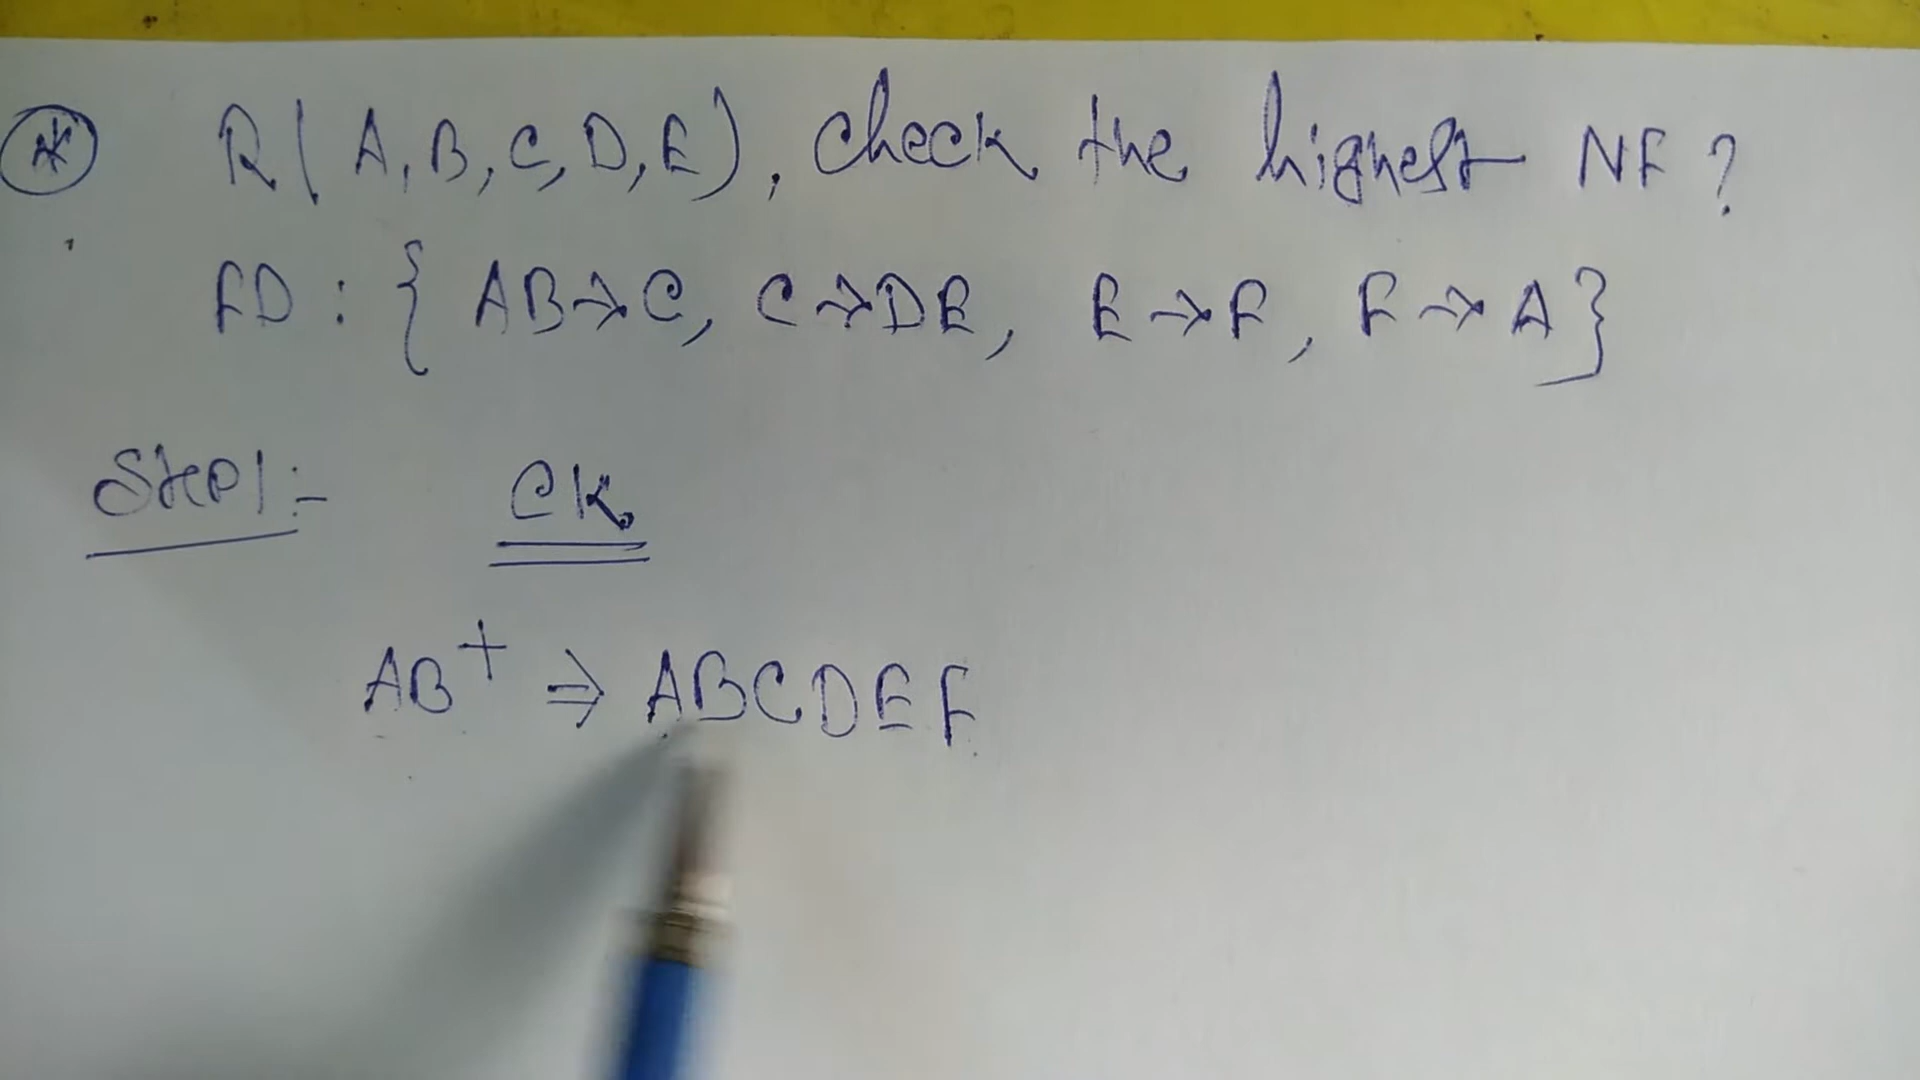 * R(A,B,C,D,E), check the highest NF?
FD: { AB→C, C→DE, E→F, F→A}
Step1:- CK
AB+ ⇒ ABCDEF